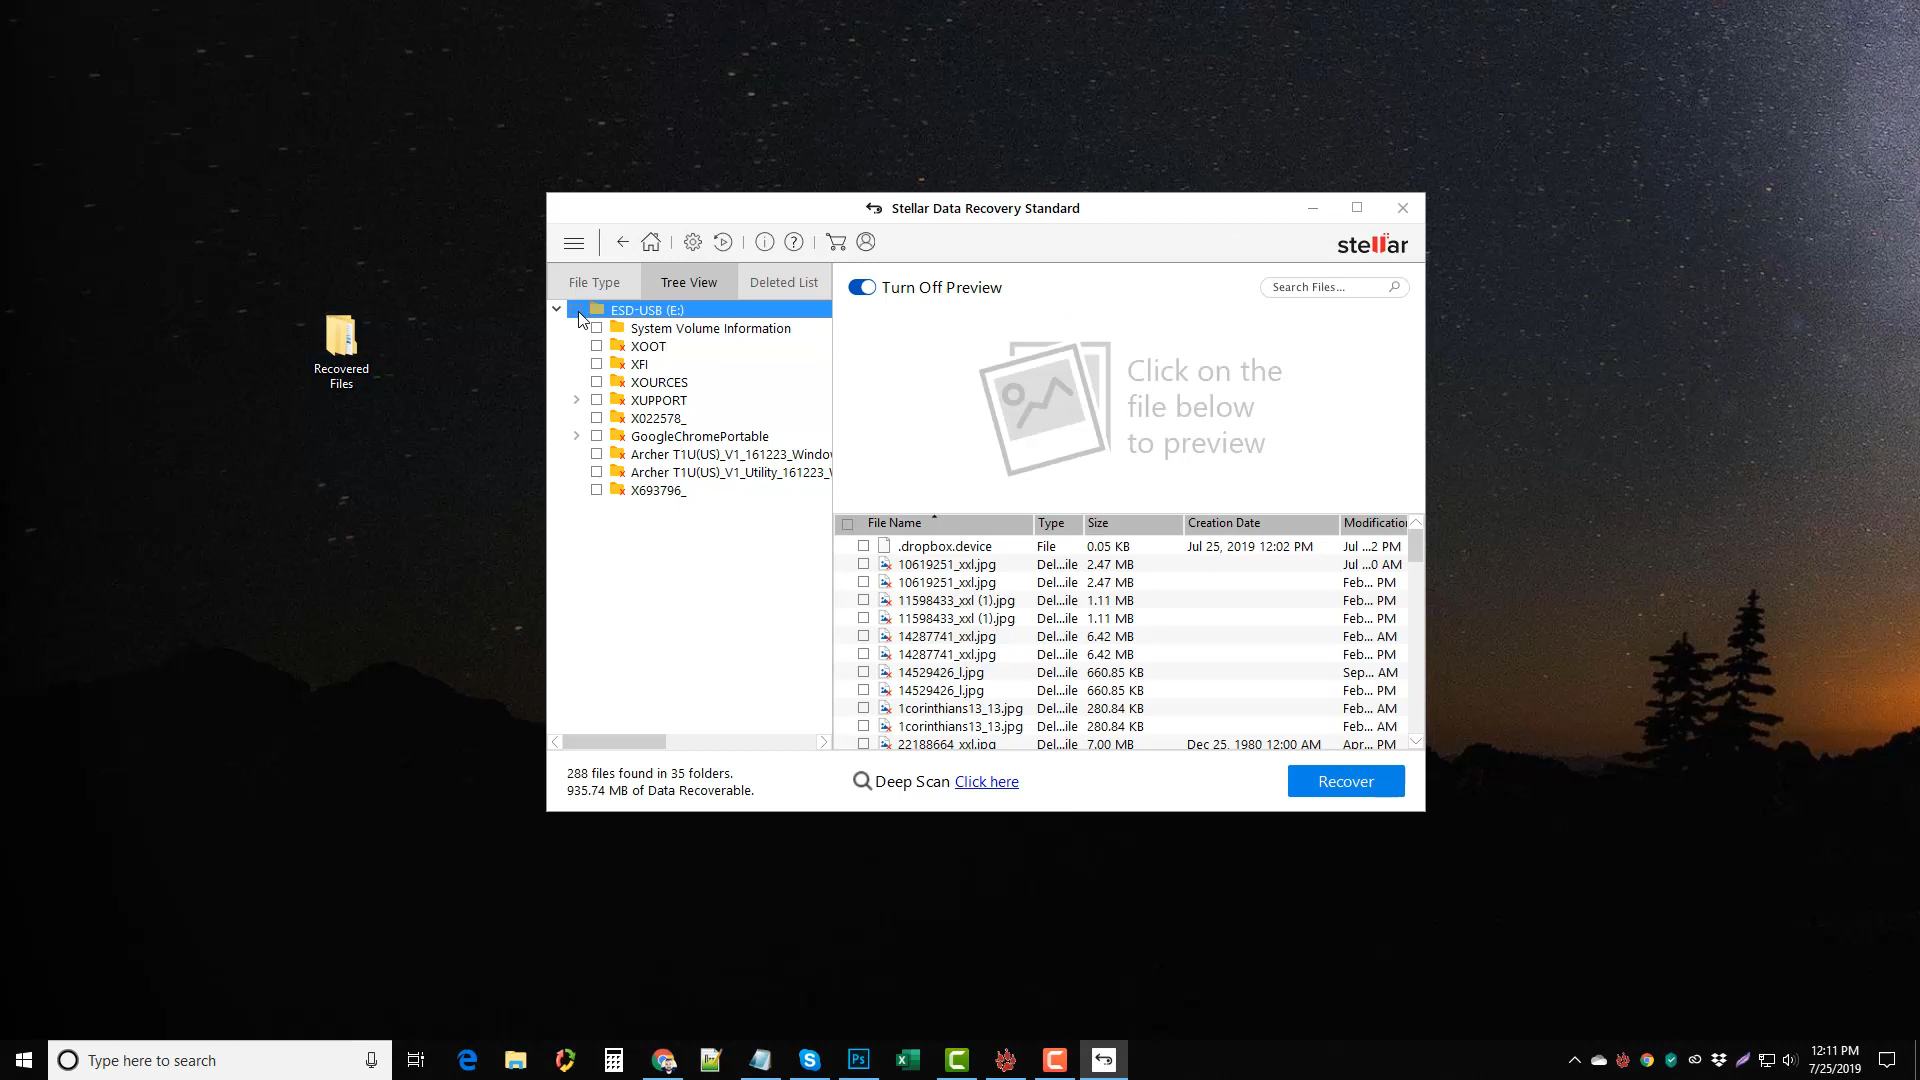 Recovered
Files
Stellar Data Recovery Standard
stellar
File Type
Tree View
Deleted List
Turn Off Preview
Search Files...
ESD-USB (E:)
System Volume Information
XOOT
XFI
XOURCES
XUPPORT
X022578_
GoogleChromePortable
Archer T1U(US)_V1_161223_Windo
Archer T1U(US)_V1_Utility_161223_
X693796_
Click on the
file below
to preview
File Name Type Size Creation Date Modification
.dropbox.device File 0.05 KB Jul 25, 2019 12:02 PM Jul ...2 PM
10619251_xxl.jpg Del...ile 2.47 MB Jul ...0 AM
10619251_xxl.jpg Del...ile 2.47 MB Feb... PM
11598433_xxl (1).jpg Del...ile 1.11 MB Feb... PM
11598433_xxl (1).jpg Del...ile 1.11 MB Feb... PM
14287741_xxl.jpg Del...ile 6.42 MB Feb... AM
14287741_xxl.jpg Del...ile 6.42 MB Feb... PM
14529426_l.jpg Del...ile 660.85 KB Sep... AM
14529426_l.jpg Del...ile 660.85 KB Feb... PM
1corinthians13_13.jpg Del...ile 280.84 KB Feb... AM
1corinthians13_13.jpg Del...ile 280.84 KB Feb... AM
22188664_xxl.jpg Del...ile 7.00 MB Dec 25, 1980 12:00 AM Apr... PM
288 files found in 35 folders.
935.74 MB of Data Recoverable.
Deep Scan Click here
Recover
Type here to search
Ps
12:11 PM
7/25/2019